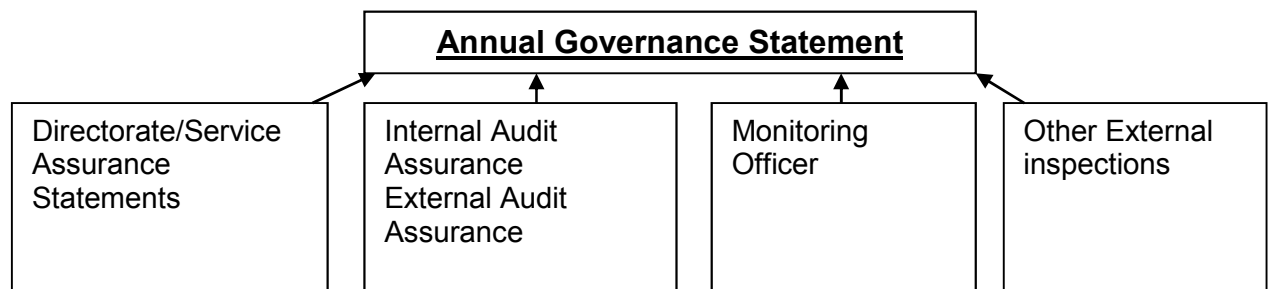 Annual Governance Statement
Directorate/Service
Assurance
Statements
Internal Audit
Assurance
External Audit
Assurance
Monitoring
Officer
Other External
inspections